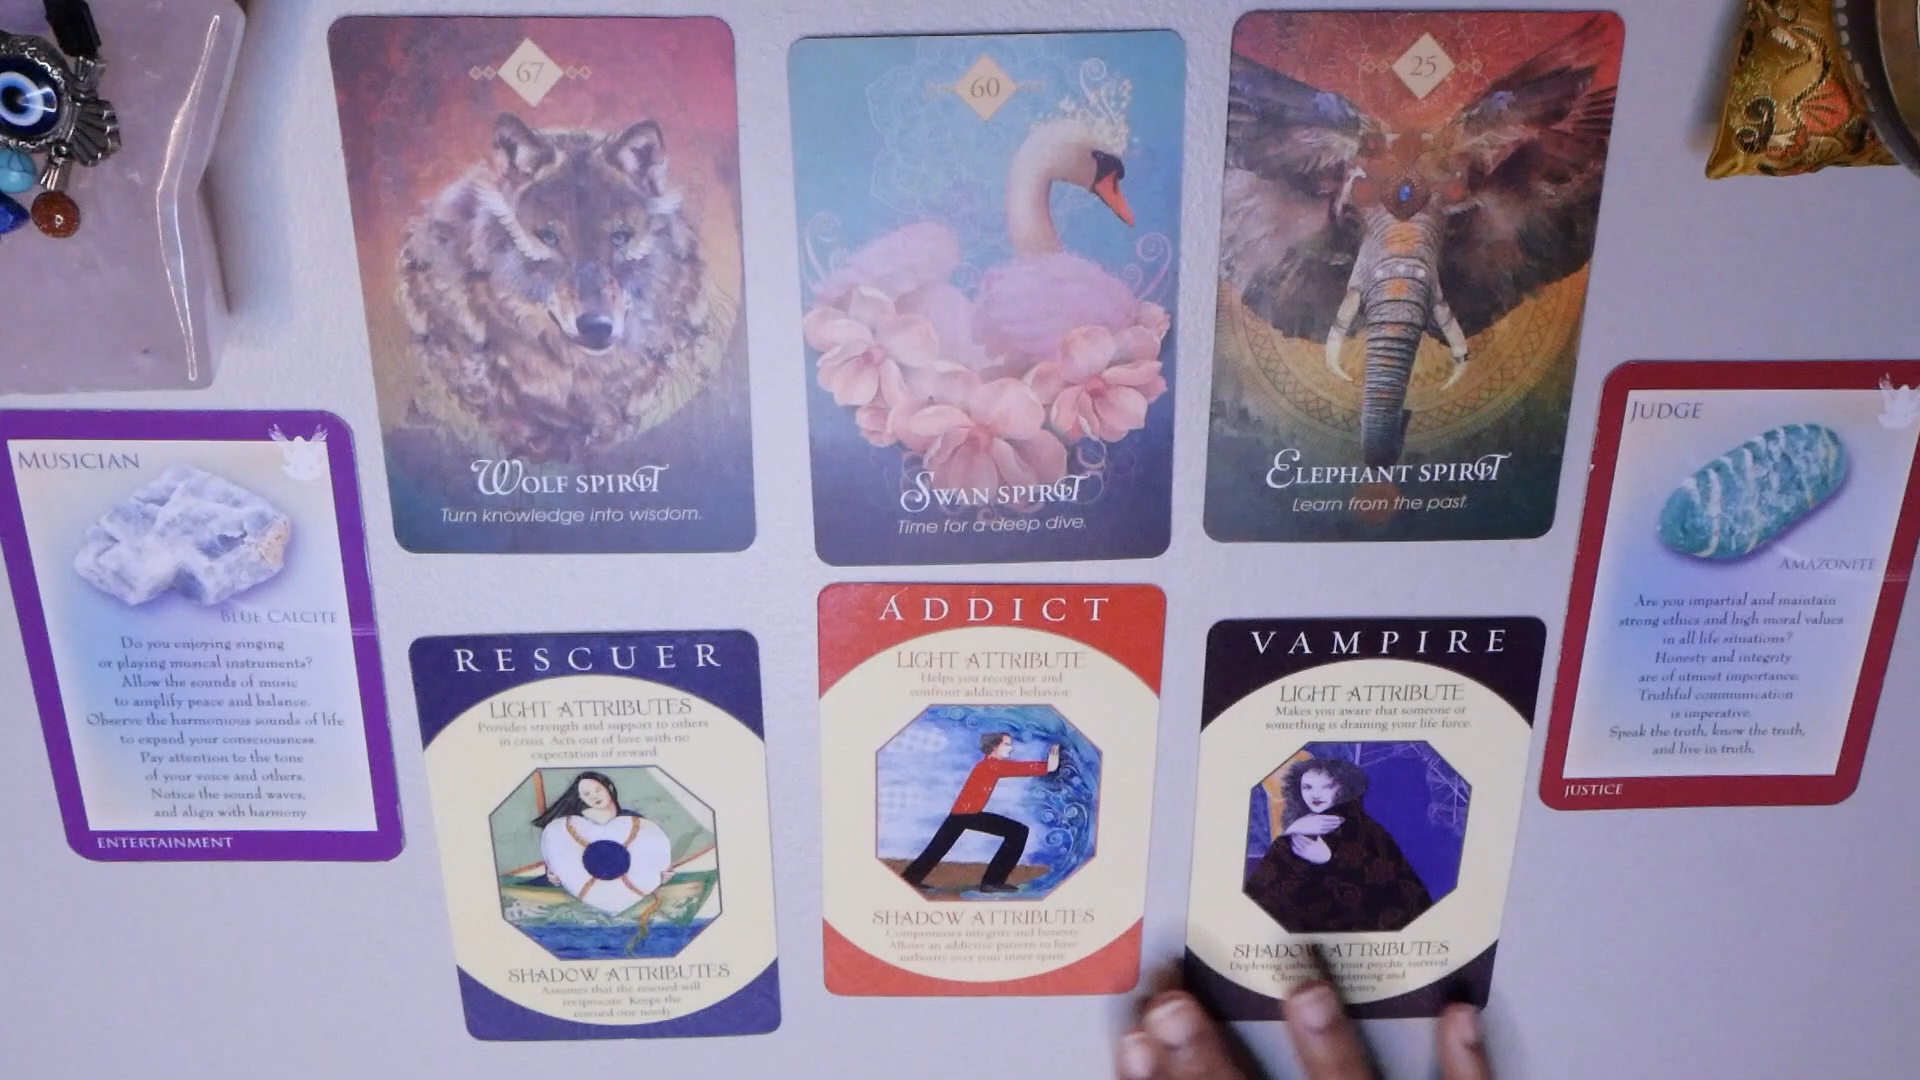 67
WOLF SPIRIT
Turn knowledge into wisdom.
60
SWAN SPIRIT
Time for a deep dive.
25
ELEPHANT SPIRIT
Learn from the past.
MUSICIAN
BLUE CALCITE
Do you enjoying singing
or playing musical instruments?
Allow the sounds of music
to amplify peace and balance.
Observe the harmonious sounds of life
to expand your consciousness.
Pay attention to the tone
of your voice and others.
Notice the sound waves,
and align with harmony
ENTERTAINMENT
RESCUER
LIGHT ATTRIBUTES
Provides strength and support to others
in crisis. Acts out of love with no
expectation of reward.
SHADOW ATTRIBUTES
Assumes that the rescued will
reciprocate. Keeps the
rescued one needy.
ADDICT
LIGHT ATTRIBUTE
Helps you recognize and
confront addictive behavior
SHADOW ATTRIBUTES
Compromises integrity and honesty.
Allows an addictive pattern to have
authority over your inner spirit.
VAMPIRE
LIGHT ATTRIBUTE
Makes you aware that someone or
something is draining your life force.
SHADOW ATTRIBUTES
Depleting your psychic survival
and
JUDGE
AMAZONITE
Are you impartial and maintain
strong ethics and high moral values
in all life situations?
Honesty and integrity
are of utmost importance.
Truthful communication
is imperative.
Speak the truth, know the truth,
and live in truth.
JUSTICE